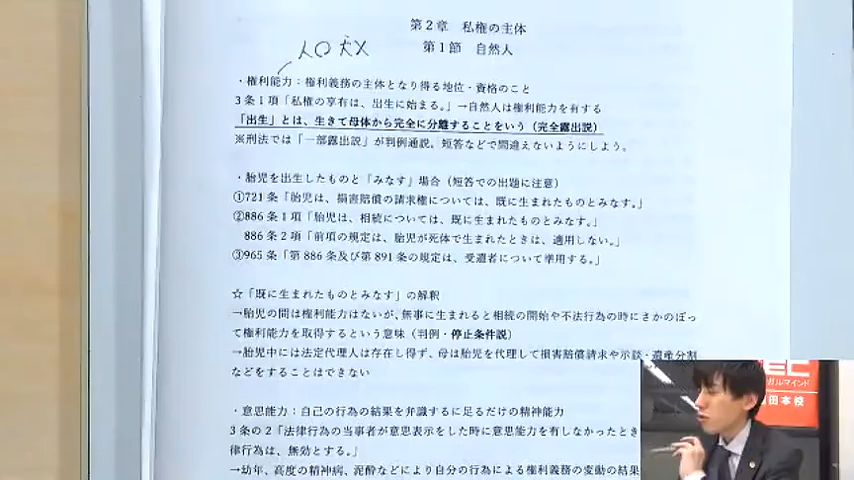 第2章 私権の主体
第1節 自然人
人○ 犬×
・権利能力:権利義務の主体となり得る地位・資格のこと
3条1項「私権の享有は、出生に始まる。」→自然人は権利能力を有する
「出生」とは、生きて母体から完全に分離することをいう(完全露出説)
※刑法では「一部露出説」が判例通説。短答などで間違えないようにしよう。
・胎児を出生したものと「みなす」場合(短答での出題に注意)
①721条「胎児は、損害賠償の請求権については、既に生まれたものとみなす。」
②886条1項「胎児は、相続については、既に生まれたものとみなす。」
886条2項「前項の規定は、胎児が死体で生まれたときは、適用しない。」
③965条「第886条及び第891条の規定は、受遺者について準用する。」
☆「既に生まれたものとみなす」の解釈
→胎児の間は権利能力はないが、無事に生まれると相続の開始や不法行為の時にさかのぼっ
て権利能力を取得するという意味(判例・停止条件説)
→胎児中には法定代理人は存在し得ず、母は胎児を代理して損害賠償請求や示談・遺産分割
などをすることはできない
・意思能力:自己の行為の結果を弁識するに足るだけの精神能力
3条の2「法律行為の当事者が意思表示をした時に意思能力を有しなかったとき
律行為は、無効とする。」
→幼年、高度の精神病、泥酔などにより自分の行為による権利義務の変動の結果
EC
ガルマインド
田本校